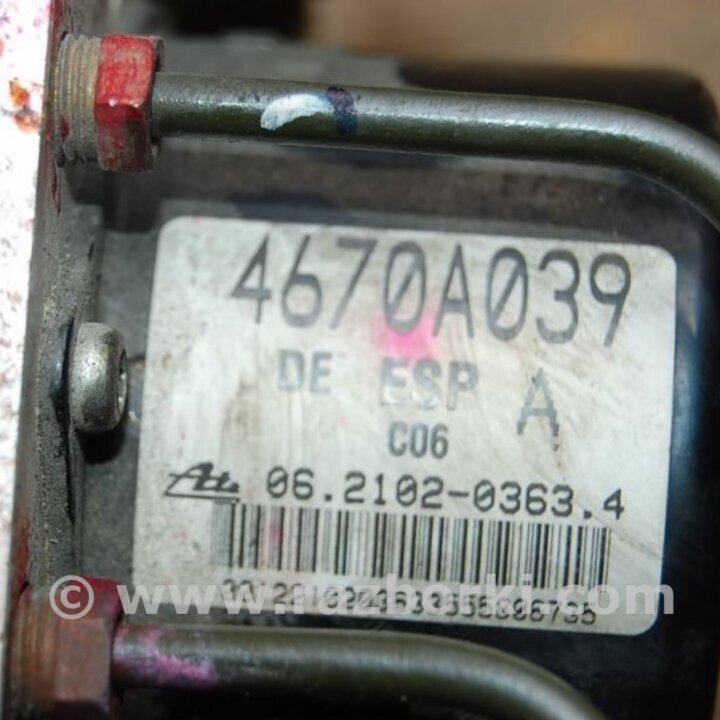 4670A039
DE ESP A
C06
Ate 06.2102-0363.4
© www.razborki.com